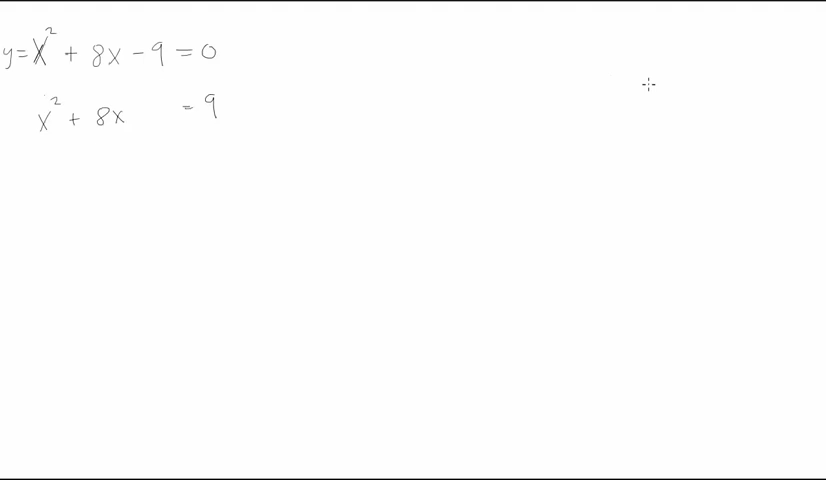 y=x² + 8x - 9 = 0
x² + 8x = 9